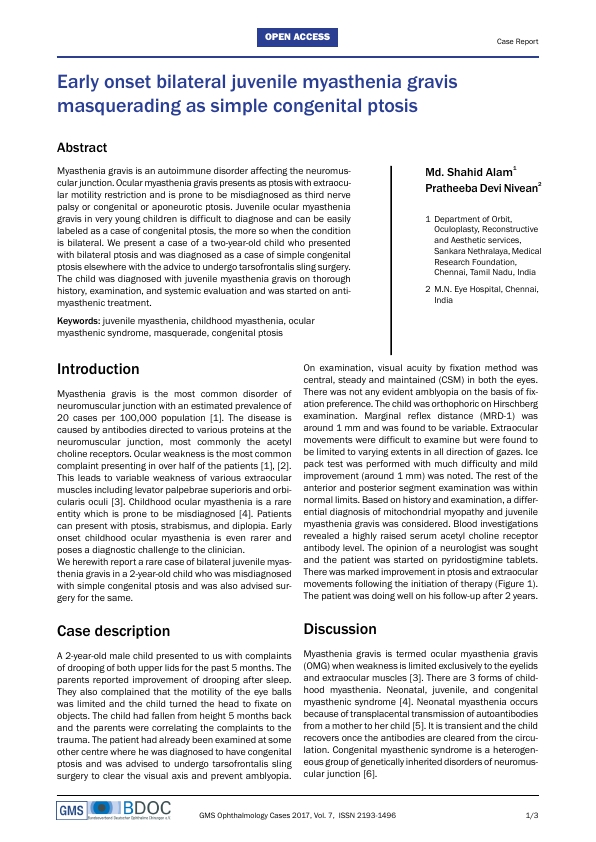 OPEN ACCESS
Case Report
Early onset bilateral juvenile myasthenia gravis
masquerading as simple congenital ptosis
Abstract
Myasthenia gravis is an autoimmune disorder affecting the neuromus-
cular junction. Ocular myasthenia gravis presents as ptosis with extraocu-
lar motility restriction and is prone to be misdiagnosed as third nerve
palsy or congenital or aponeurotic ptosis. Juvenile ocular myasthenia
gravis in very young children is difficult to diagnose and can be easily
labeled as a case of congenital ptosis, the more so when the condition
is bilateral. We present a case of a two-year-old child who presented
with bilateral ptosis and was diagnosed as a case of simple congenital
ptosis elsewhere with the advice to undergo tarsofrontalis sling surgery.
The child was diagnosed with juvenile myasthenia gravis on thorough
history, examination, and systemic evaluation and was started on anti-
myasthenic treatment.
Keywords: juvenile myasthenia, childhood myasthenia, ocular
myasthenic syndrome, masquerade, congenital ptosis
Md. Shahid Alam1
Pratheeba Devi Nivean2
1 Department of Orbit,
Oculoplasty, Reconstructive
and Aesthetic services,
Sankara Nethralaya, Medical
Research Foundation,
Chennai, Tamil Nadu, India
2 M.N. Eye Hospital, Chennai,
India
Introduction
Myasthenia gravis is the most common disorder of
neuromuscular junction with an estimated prevalence of
20 cases per 100,000 population [1]. The disease is
caused by antibodies directed to various proteins at the
neuromuscular junction, most commonly the acetyl
choline receptors. Ocular weakness is the most common
complaint presenting in over half of the patients [1], [2].
This leads to variable weakness of various extraocular
muscles including levator palpebrae superioris and orbi-
cularis oculi [3]. Childhood ocular myasthenia is a rare
entity which is prone to be misdiagnosed [4]. Patients
can present with ptosis, strabismus, and diplopia. Early
onset childhood ocular myasthenia is even rarer and
poses a diagnostic challenge to the clinician.
We herewith report a rare case of bilateral juvenile myas-
thenia gravis in a 2-year-old child who was misdiagnosed
with simple congenital ptosis and was also advised sur-
gery for the same.
Case description
A 2-year-old male child presented to us with complaints
of drooping of both upper lids for the past 5 months. The
parents reported improvement of drooping after sleep.
They also complained that the motility of the eye balls
was limited and the child turned the head to fixate on
objects. The child had fallen from height 5 months back
and the parents were correlating the complaints to the
trauma. The patient had already been examined at some
other centre where he was diagnosed to have congenital
ptosis and was advised to undergo tarsofrontalis sling
surgery to clear the visual axis and prevent amblyopia.
On examination, visual acuity by fixation method was
central, steady and maintained (CSM) in both the eyes.
There was not any evident amblyopia on the basis of fix-
ation preference. The child was orthophoric on Hirschberg
examination. Marginal reflex distance (MRD-1) was
around 1 mm and was found to be variable. Extraocular
movements were difficult to examine but were found to
be limited to varying extents in all direction of gazes. Ice
pack test was performed with much difficulty and mild
improvement (around 1 mm) was noted. The rest of the
anterior and posterior segment examination was within
normal limits. Based on history and examination, a differ-
ential diagnosis of mitochondrial myopathy and juvenile
myasthenia gravis was considered. Blood investigations
revealed a highly raised serum acetyl choline receptor
antibody level. The opinion of a neurologist was sought
and the patient was started on pyridostigmine tablets.
There was marked improvement in ptosis and extraocular
movements following the initiation of therapy (Figure 1).
The patient was doing well on his follow-up after 2 years.
Discussion
Myasthenia gravis is termed ocular myasthenia gravis
(OMG) when weakness is limited exclusively to the eyelids
and extraocular muscles [3]. There are 3 forms of child-
hood myasthenia. Neonatal, juvenile, and congenital
myasthenic syndrome [4]. Neonatal myasthenia occurs
because of transplacental transmission of autoantibodies
from a mother to her child [5]. It is transient and the child
recovers once the antibodies are cleared from the circu-
lation. Congenital myasthenic syndrome is a heterogen-
eous group of genetically inherited disorders of neuromus-
cular junction [6].
GMS
BDOC
Bundesverband Deutscher Ophthalmo Chirurgen e.V.
GMS Ophthalmology Cases 2017, Vol. 7, ISSN 2193-1496
1/3